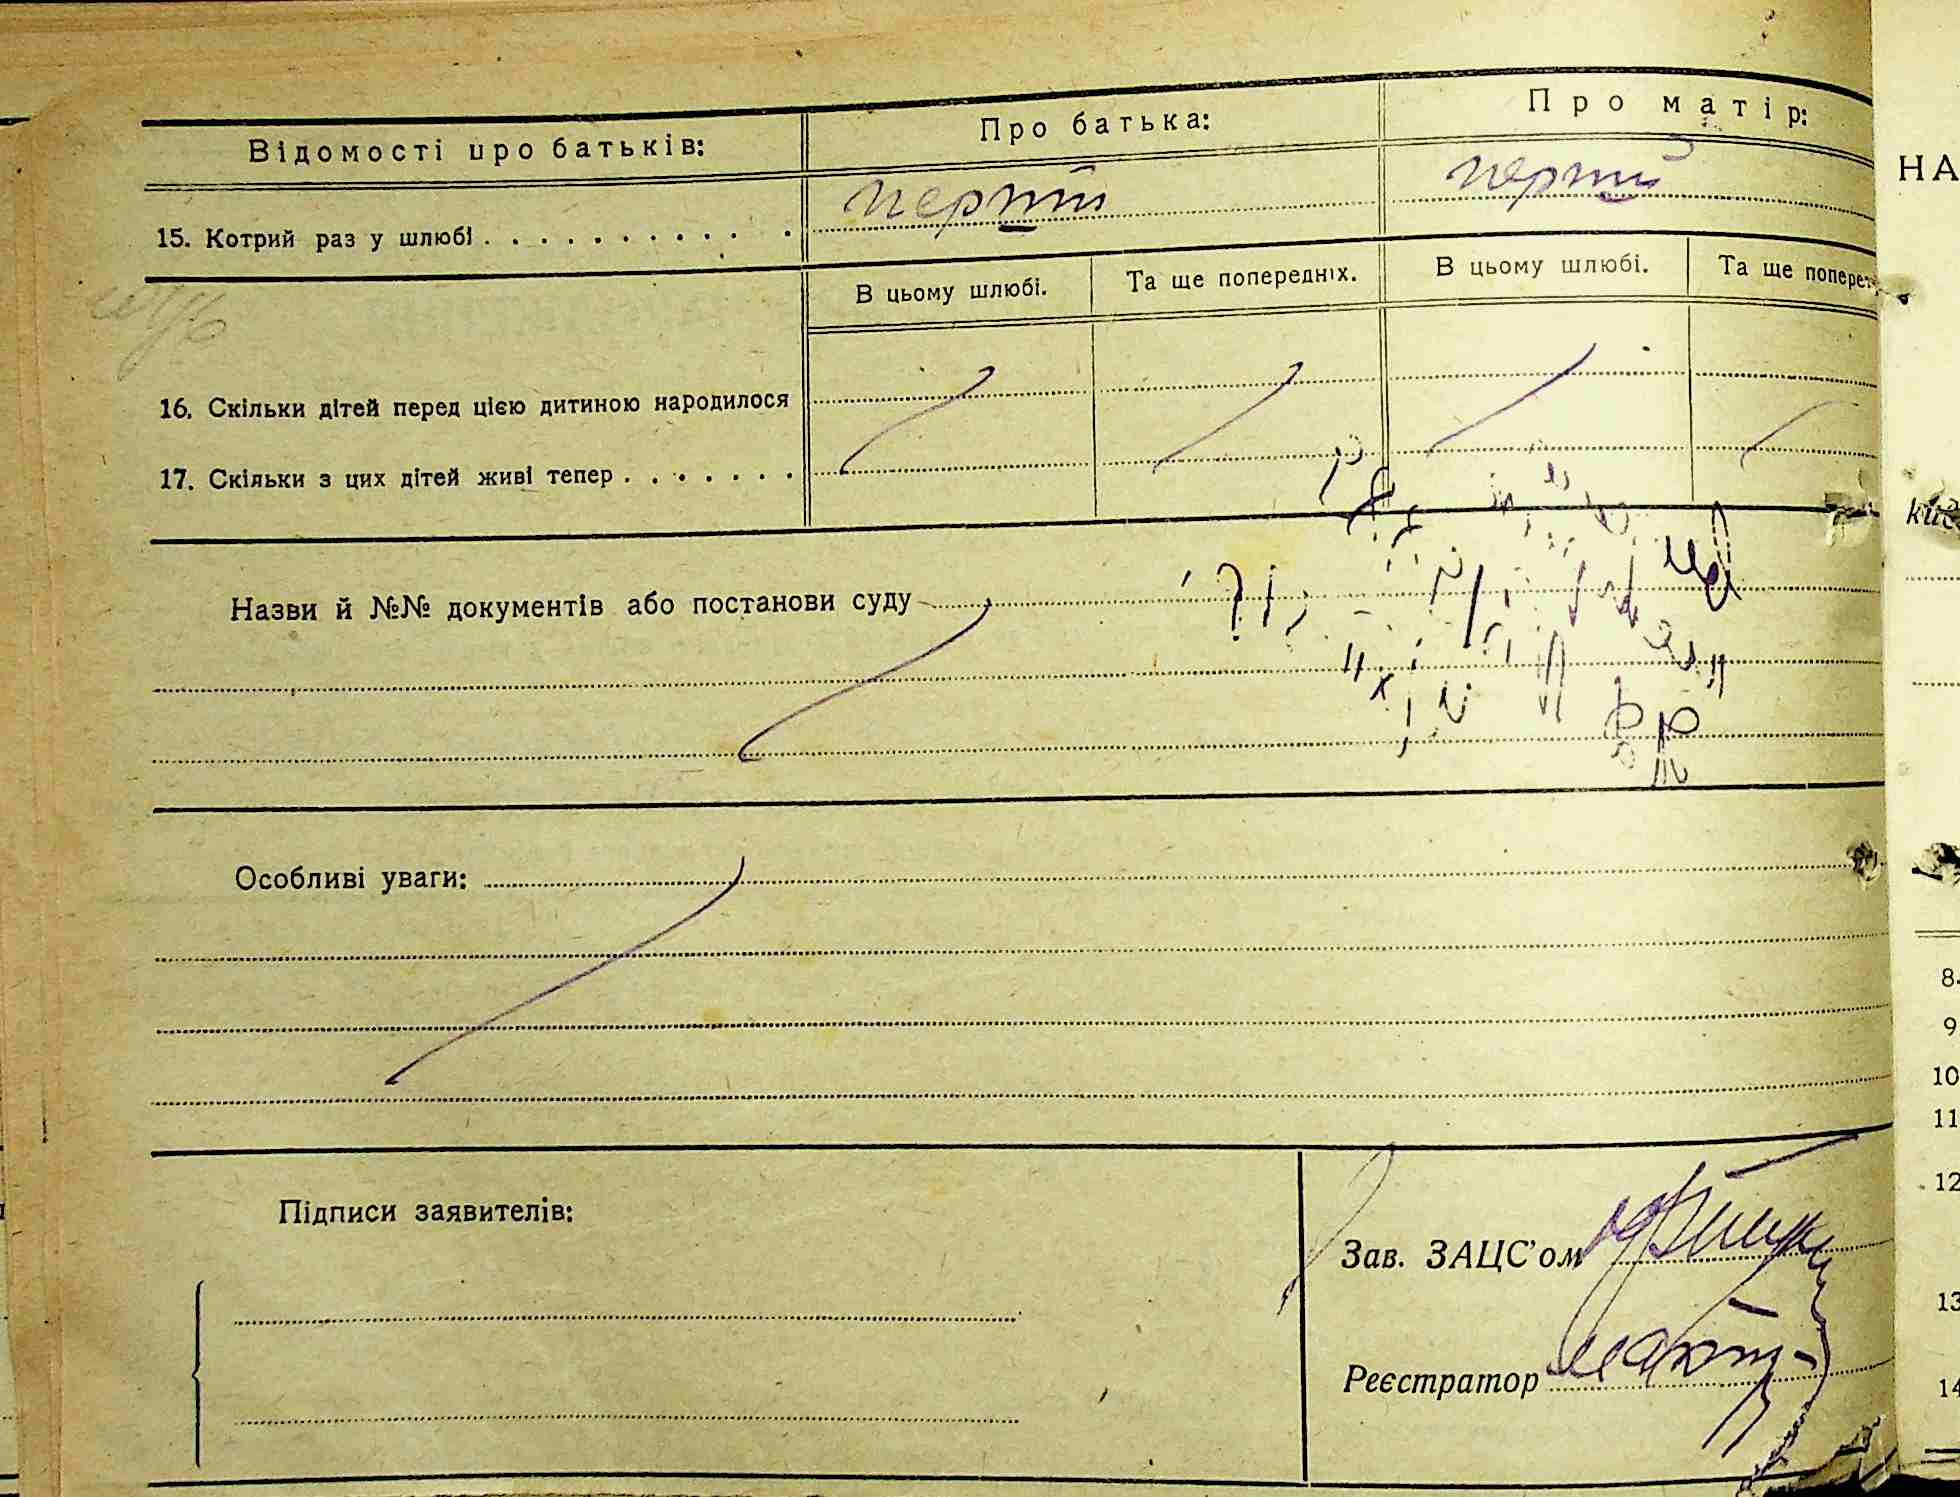 Відомості про батьків: Про батька: Про матір:
15. Котрий раз у шлюбі перший перший
В цьому шлюбі. Та ще попередніх. В цьому шлюбі. Та ще поперед
16. Скільки дітей перед цією дитиною народилося
17. Скільки з цих дітей живі тепер
Назви й №№ документів або постанови суду
Особливі уваги:
Підписи заявителів:
Зав. ЗАЦС’ом
Реєстратор
НА
8.
9
10
11
12
13
14